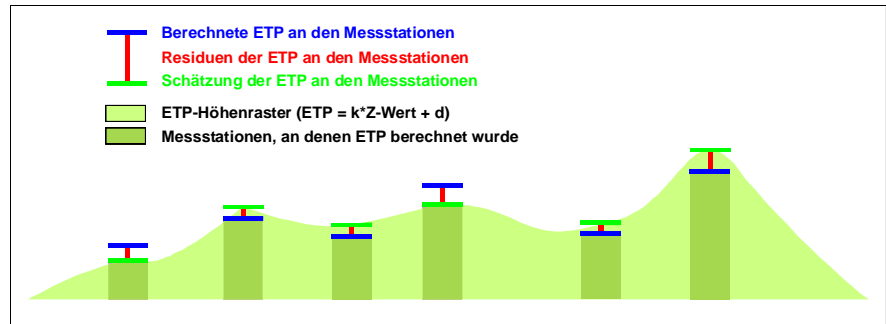 Berechnete ETP an den Messstationen
Residuen der ETP an den Messstationen
Schätzung der ETP an den Messstationen
ETP-Höhenraster (ETP = k*Z-Wert + d)
Messstationen, an denen ETP berechnet wurde